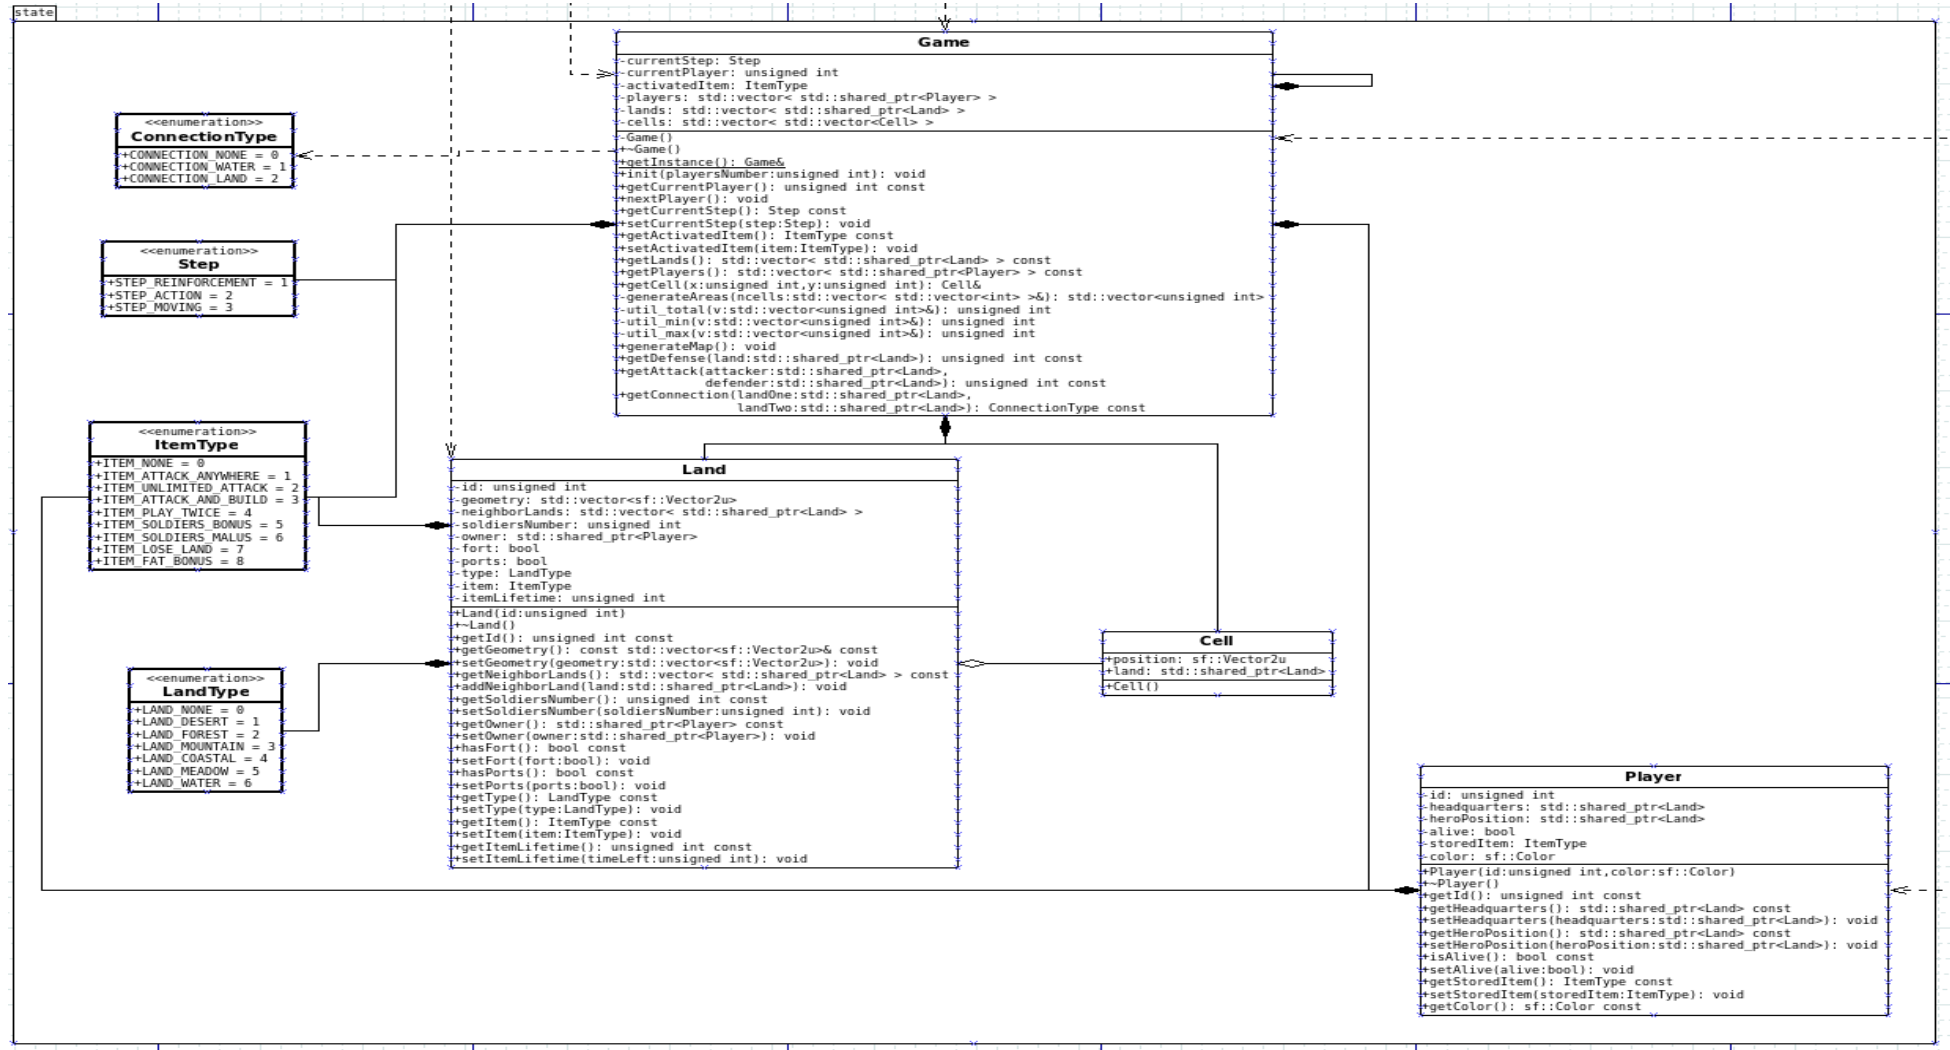 state
Game
-currentStep: Step
-currentPlayer: unsigned int
-activatedItem: ItemType
-players: std::vector< std::shared_ptr<Player> >
-lands: std::vector< std::shared_ptr<Land> >
-cells: std::vector< std::vector<Cell> >
-Game()
+~Game()
+getInstance(): Game&
+init(playersNumber:unsigned int): void
+getCurrentPlayer(): unsigned int const
+nextPlayer(): void
+getCurrentStep(): Step const
+setCurrentStep(step:Step): void
+getActivatedItem(): ItemType const
+setActivatedItem(item:ItemType): void
+getLands(): std::vector< std::shared_ptr<Land> > const
+getPlayers(): std::vector< std::shared_ptr<Player> > const
+getCell(x:unsigned int,y:unsigned int): Cell&
-generateAreas(ncells:std::vector< std::vector<int> >&): std::vector<unsigned int>
-util_total(v:std::vector<unsigned int>&): unsigned int
-util_min(v:std::vector<unsigned int>&): unsigned int
-util_max(v:std::vector<unsigned int>&): unsigned int
+generateMap(): void
+getDefense(land:std::shared_ptr<Land>): unsigned int const
+getAttack(attacker:std::shared_ptr<Land>,
defender:std::shared_ptr<Land>): unsigned int const
+getConnection(landOne:std::shared_ptr<Land>,
landTwo:std::shared_ptr<Land>): ConnectionType const
<<enumeration>>
ConnectionType
+CONNECTION_NONE = 0
+CONNECTION_WATER = 1
+CONNECTION_LAND = 2
<<enumeration>>
Step
+STEP_REINFORCEMENT = 1
+STEP_ACTION = 2
+STEP_MOVING = 3
<<enumeration>>
ItemType
+ITEM_NONE = 0
+ITEM_ATTACK_ANYWHERE = 1
+ITEM_UNLIMITED_ATTACK = 2
+ITEM_ATTACK_AND_BUILD = 3
+ITEM_PLAY_TWICE = 4
+ITEM_SOLDIERS_BONUS = 5
+ITEM_SOLDIERS_MALUS = 6
+ITEM_LOSE_LAND = 7
+ITEM_FAT_BONUS = 8
<<enumeration>>
LandType
+LAND_NONE = 0
+LAND_DESERT = 1
+LAND_FOREST = 2
+LAND_MOUNTAIN = 3
+LAND_COASTAL = 4
+LAND_MEADOW = 5
+LAND_WATER = 6
Land
-id: unsigned int
-geometry: std::vector<sf::Vector2u>
-neighborLands: std::vector< std::shared_ptr<Land> >
-soldiersNumber: unsigned int
-owner: std::shared_ptr<Player>
-fort: bool
-ports: bool
-type: LandType
-item: ItemType
-itemLifetime: unsigned int
+Land(id:unsigned int)
+~Land()
+getId(): unsigned int const
+getGeometry(): const std::vector<sf::Vector2u>& const
+setGeometry(geometry:std::vector<sf::Vector2u>): void
+getNeighborLands(): std::vector< std::shared_ptr<Land> > const
+addNeighborLand(land:std::shared_ptr<Land>): void
+getSoldiersNumber(): unsigned int const
+setSoldiersNumber(soldiersNumber:unsigned int): void
+getOwner(): std::shared_ptr<Player> const
+setOwner(owner:std::shared_ptr<Player>): void
+hasFort(): bool const
+setFort(fort:bool): void
+hasPorts(): bool const
+setPorts(ports:bool): void
+getType(): LandType const
+setType(type:LandType): void
+getItem(): ItemType const
+setItem(item:ItemType): void
+getItemLifetime(): unsigned int const
+setItemLifetime(timeLeft:unsigned int): void
Cell
+position: sf::Vector2u
+land: std::shared_ptr<Land>
+Cell()
Player
-id: unsigned int
-headquarters: std::shared_ptr<Land>
-heroPosition: std::shared_ptr<Land>
-alive: bool
-storedItem: ItemType
-color: sf::Color
+Player(id:unsigned int,color:sf::Color)
+~Player()
+getId(): unsigned int const
+getHeadquarters(): std::shared_ptr<Land> const
+setHeadquarters(headquarters:std::shared_ptr<Land>): void
+getHeroPosition(): std::shared_ptr<Land> const
+setHeroPosition(heroPosition:std::shared_ptr<Land>): void
+isAlive(): bool const
+setAlive(alive:bool): void
+getStoredItem(): ItemType const
+setStoredItem(storedItem:ItemType): void
+getColor(): sf::Color const